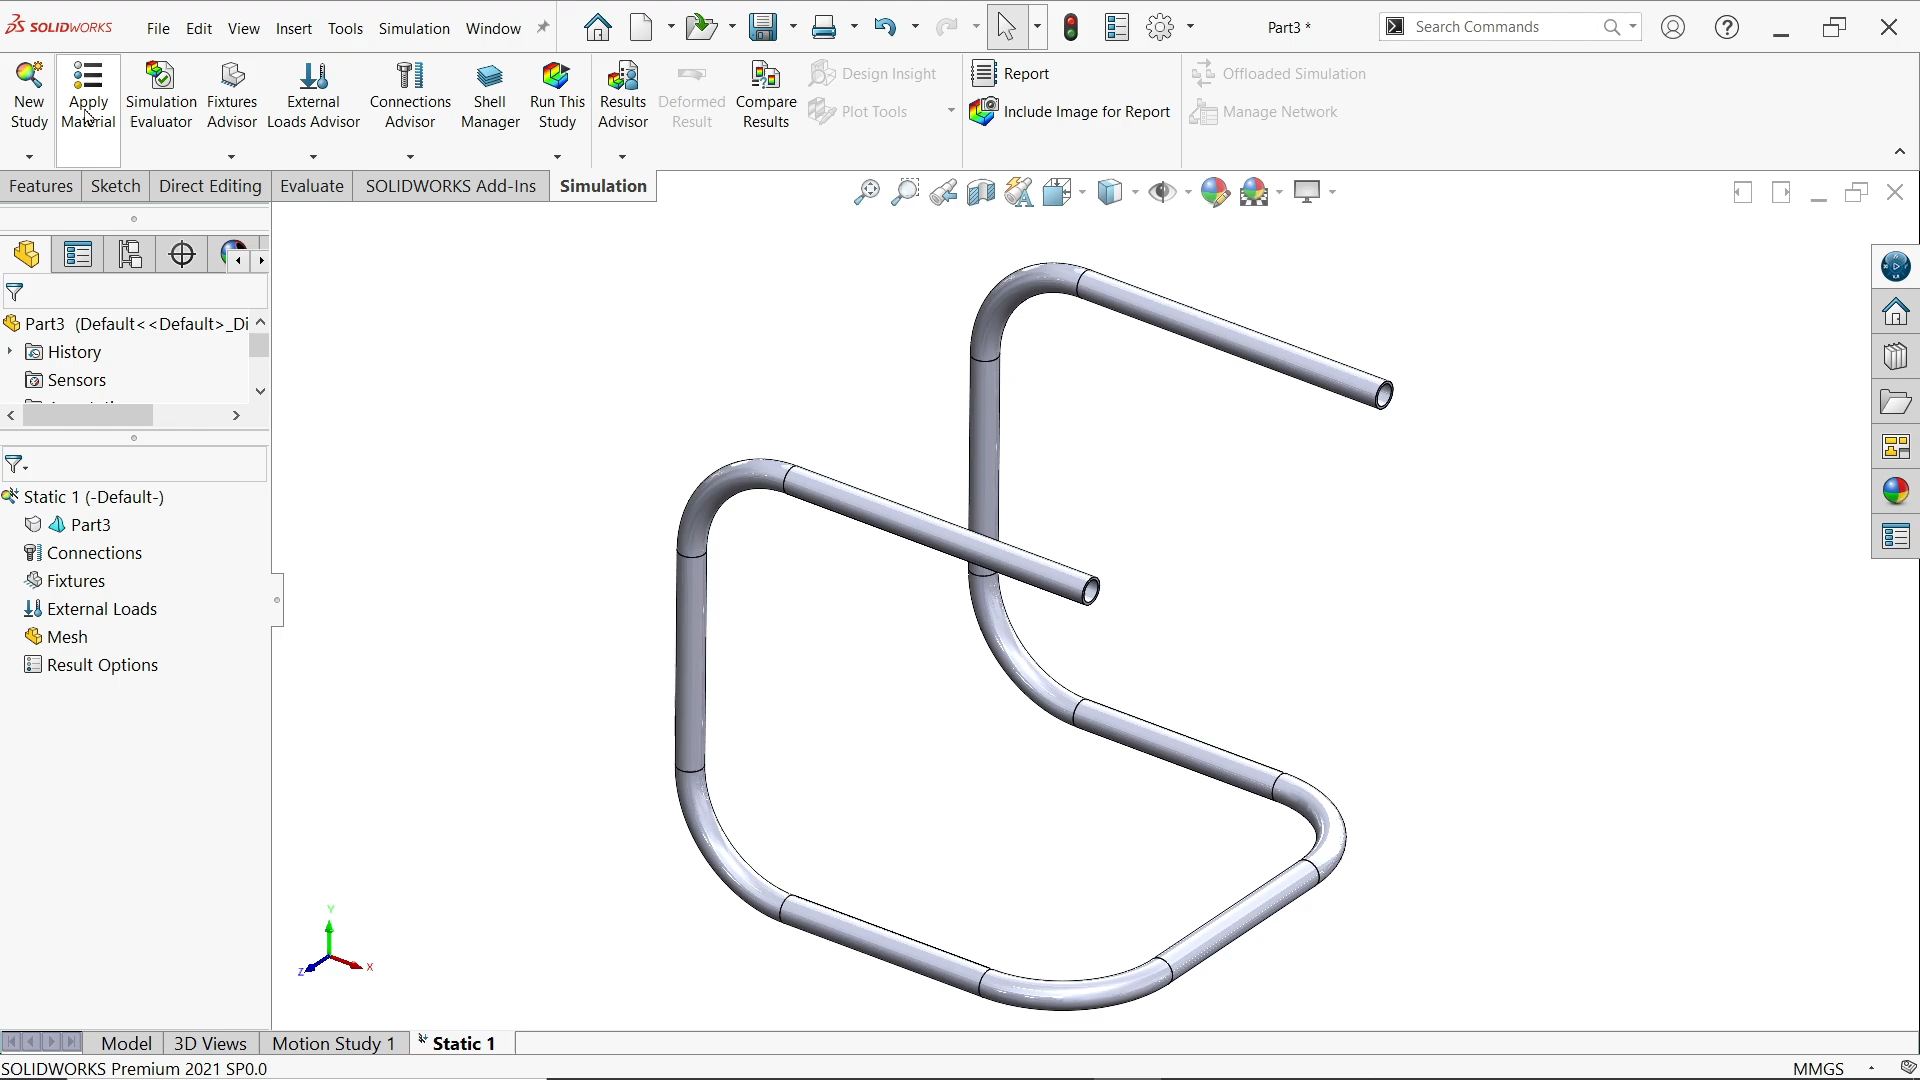 SOLIDWORKS File Edit View Insert Tools Simulation Window Part3 * Search Commands
New Study
Apply Material
Simulation Evaluator
Fixtures Advisor
External Loads Advisor
Connections Advisor
Shell Manager
Run This Study
Results Advisor
Deformed Result
Compare Results
Design Insight
Plot Tools
Report
Include Image for Report
Offloaded Simulation
Manage Network
Features Sketch Direct Editing Evaluate SOLIDWORKS Add-Ins Simulation
Part3 (Default<<Default>_Di
History
Sensors
Static 1 (-Default-)
Part3
Connections
Fixtures
External Loads
Mesh
Result Options
Y
Z
X
Model 3D Views Motion Study 1 Static 1
SOLIDWORKS Premium 2021 SP0.0 MMGS